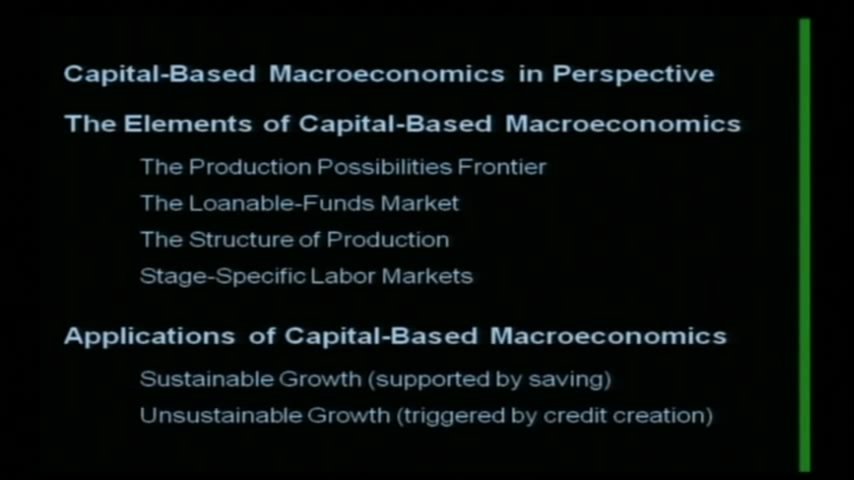 Capital-Based Macroeconomics in Perspective
The Elements of Capital-Based Macroeconomics
The Production Possibilities Frontier
The Loanable-Funds Market
The Structure of Production
Stage-Specific Labor Markets
Applications of Capital-Based Macroeconomics
Sustainable Growth (supported by saving)
Unsustainable Growth (triggered by credit creation)